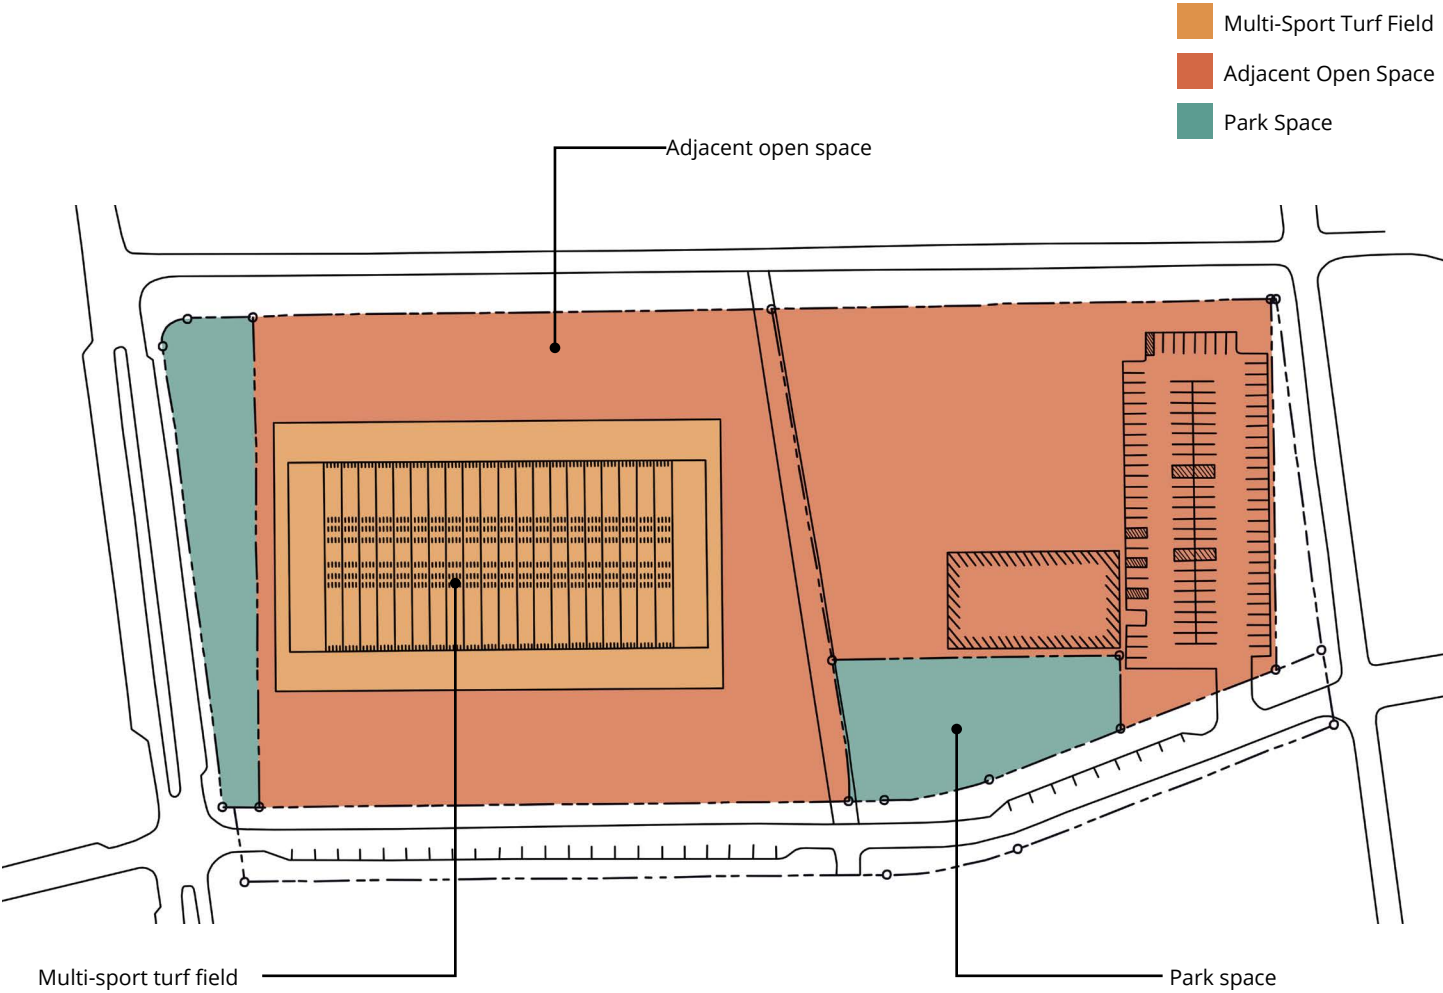 Multi-Sport Turf Field
Adjacent Open Space
Park Space
Adjacent open space
Multi-sport turf field
Park space